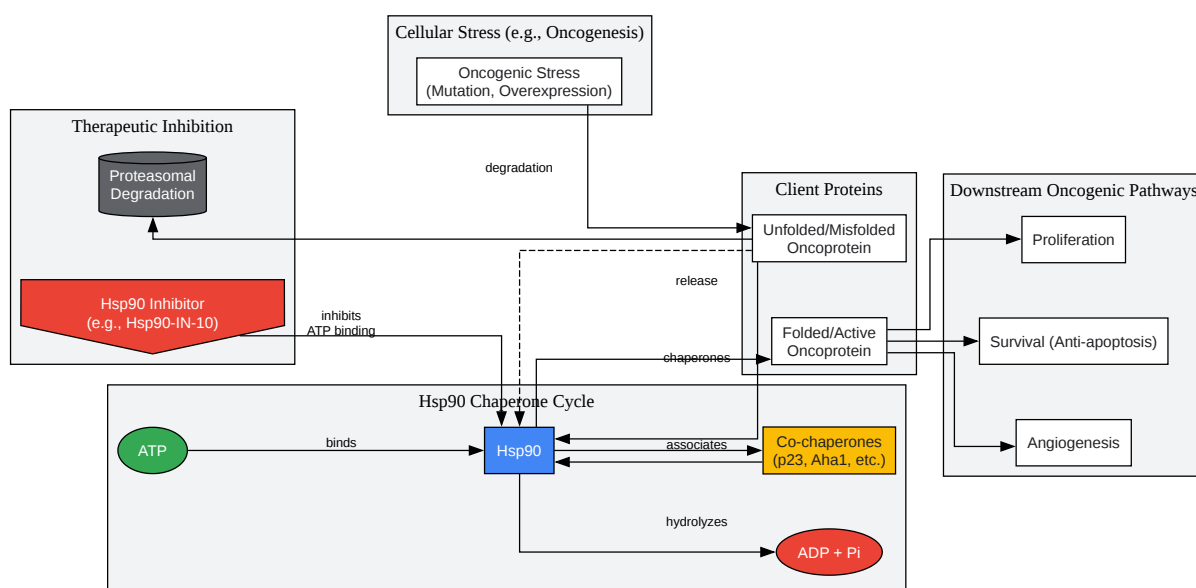 Cellular Stress (e.g., Oncogenesis)
Oncogenic Stress
(Mutation, Overexpression)
Therapeutic Inhibition
Proteasomal
Degradation
degradation
Client Proteins
Unfolded/Misfolded
Oncoprotein
Downstream Oncogenic Pathways
Proliferation
release
Hsp90 Inhibitor
(e.g., Hsp90-IN-10)
inhibits
ATP binding
Folded/Active
Oncoprotein
Survival (Anti-apoptosis)
chaperones
Hsp90 Chaperone Cycle
ATP
binds
Hsp90
associates
Co-chaperones
(p23, Aha1, etc.)
Angiogenesis
hydrolyzes
ADP + Pi